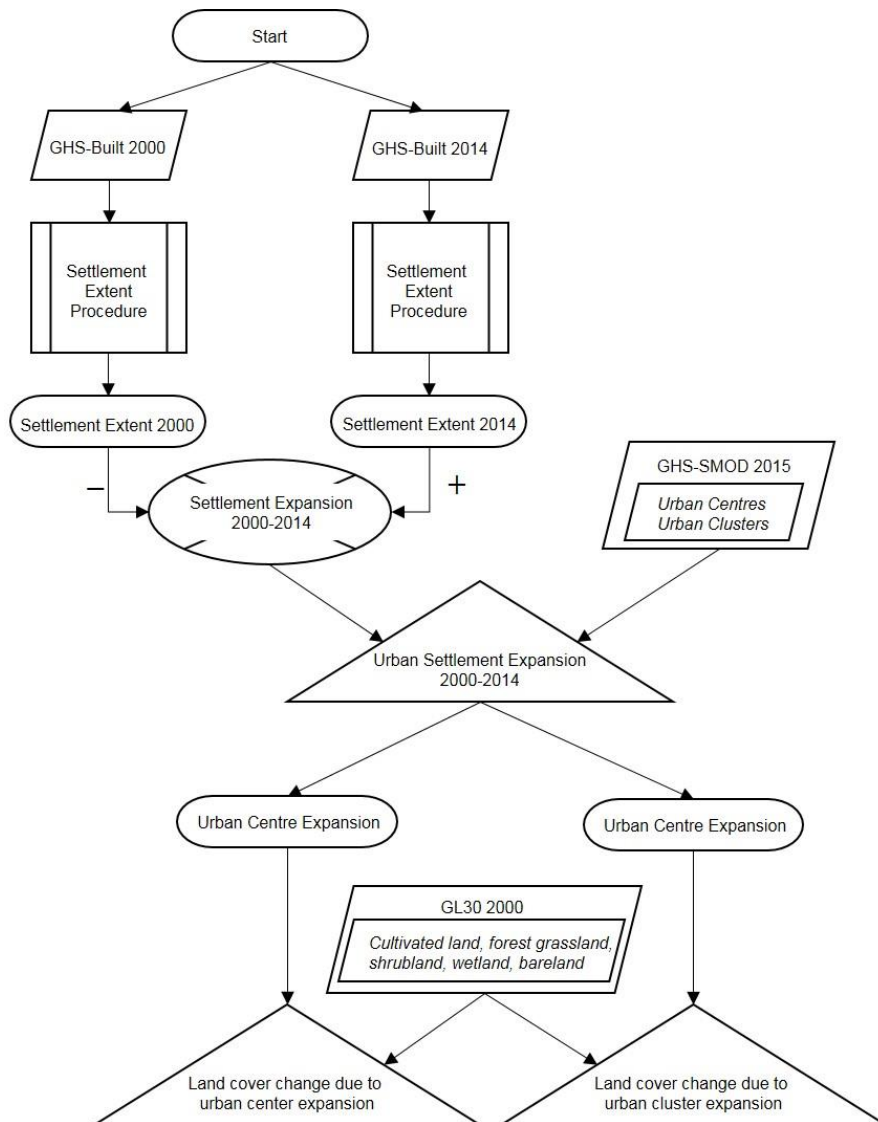 Start
GHS-Built 2000
GHS-Built 2014
Settlement
Extent
Procedure
Settlement
Extent
Procedure
Settlement Extent 2000
Settlement Extent 2014
−
+
Settlement Expansion
2000-2014
GHS-SMOD 2015
Urban Centres
Urban Clusters
Urban Settlement Expansion
2000-2014
Urban Centre Expansion
Urban Centre Expansion
GL30 2000
Cultivated land, forest grassland,
shrubland, wetland, bareland
Land cover change due to
urban center expansion
Land cover change due to
urban cluster expansion